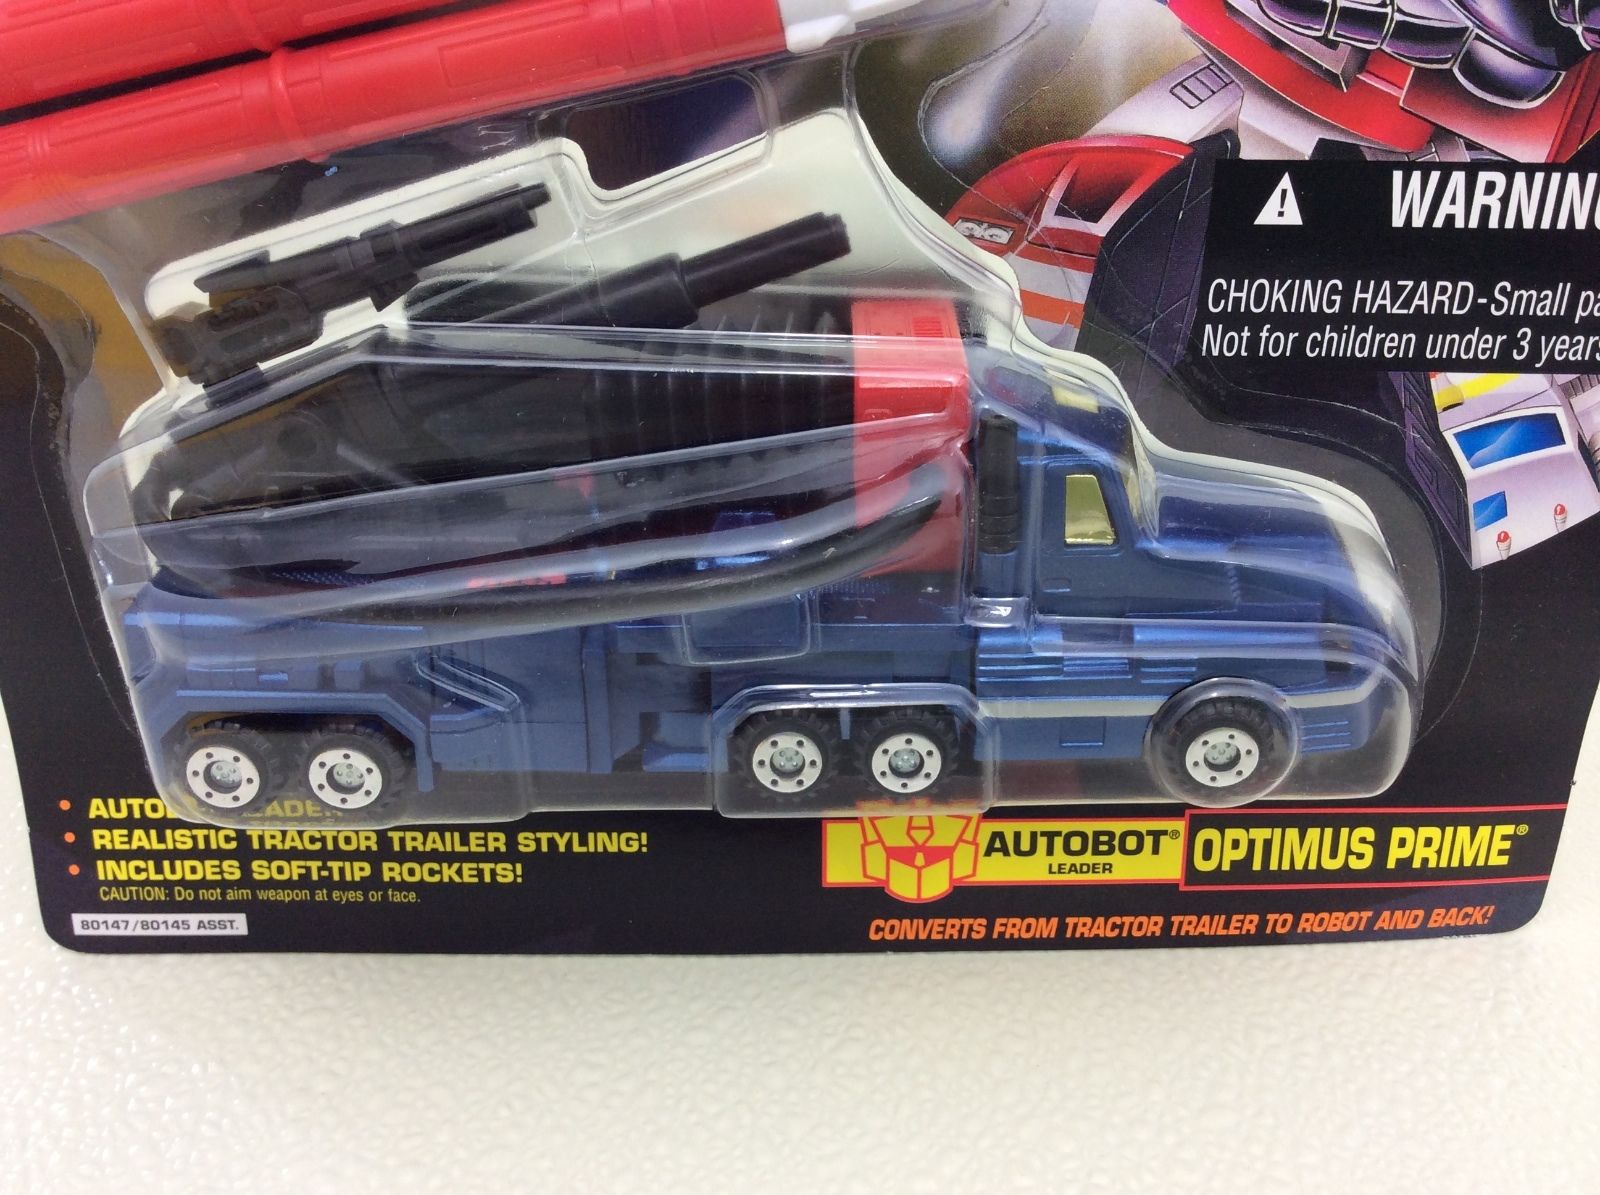 WARNIN
CHOKING HAZARD-Small pa
Not for children under 3 years
• REALISTIC TRACTOR TRAILER STYLING!
• INCLUDES SOFT-TIP ROCKETS!
CAUTION: Do not aim weapon at eyes or face.
80147/80145 ASST.
AUTOBOT®
LEADER
OPTIMUS PRIME®
CONVERTS FROM TRACTOR TRAILER TO ROBOT AND BACK!